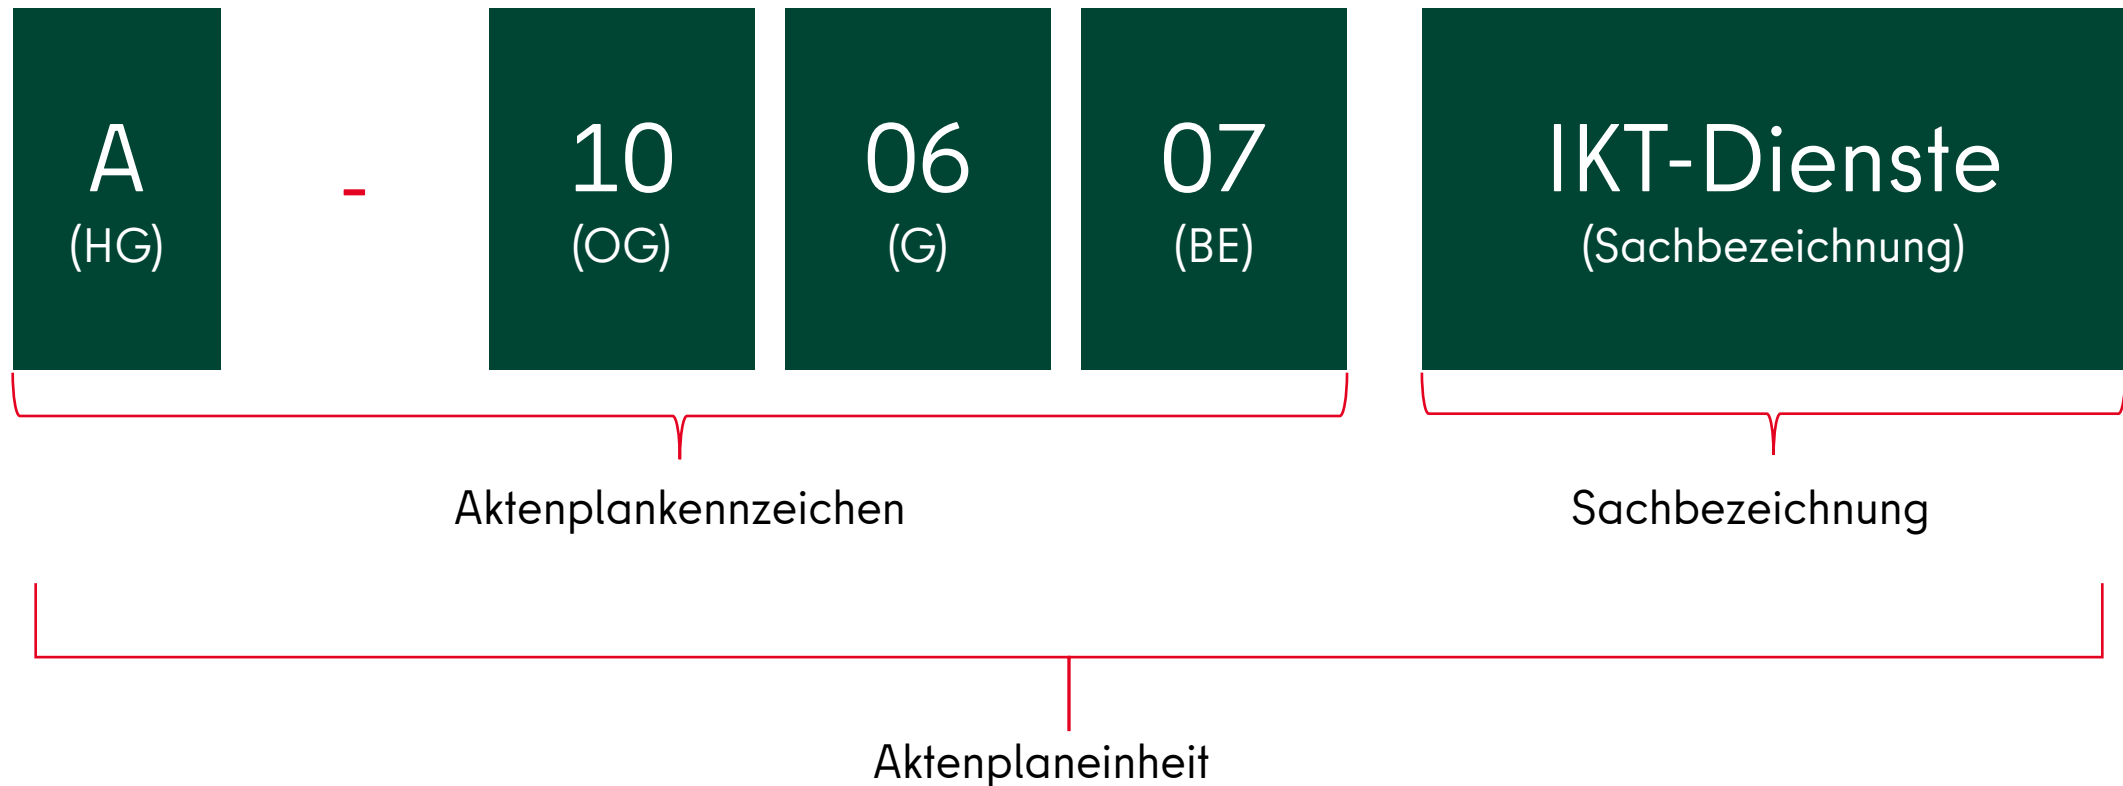 A - 10 06 07 IKT-Dienste
(HG) (OG) (G) (BE) (Sachbezeichnung)
Aktenplankennzeichen Sachbezeichnung
Aktenplaneinheit